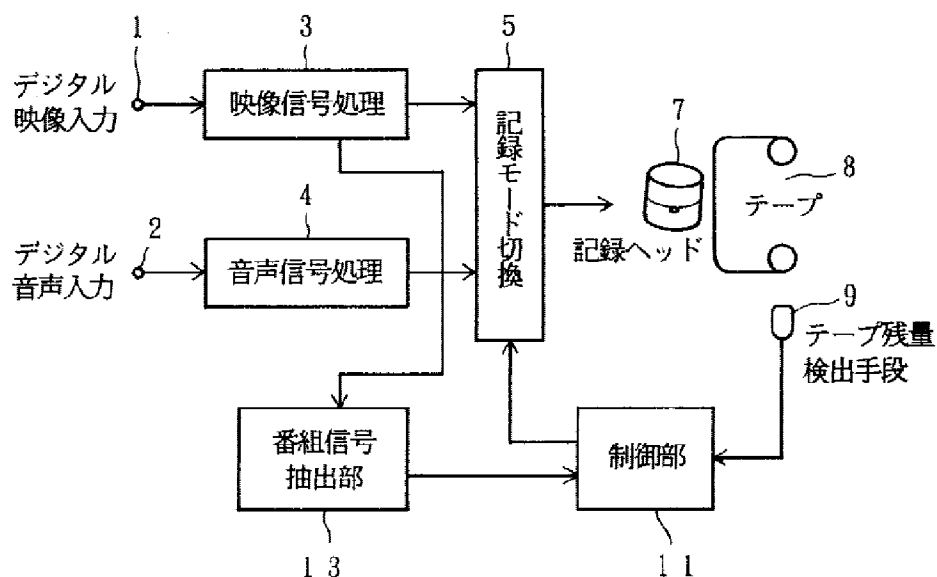 1
デジタル
映像入力
3
映像信号処理
5
記録モード切換
7
記録ヘッド
8
テープ
2
デジタル
音声入力
4
音声信号処理
9
テープ残量
検出手段
番組信号
抽出部
13
制御部
11